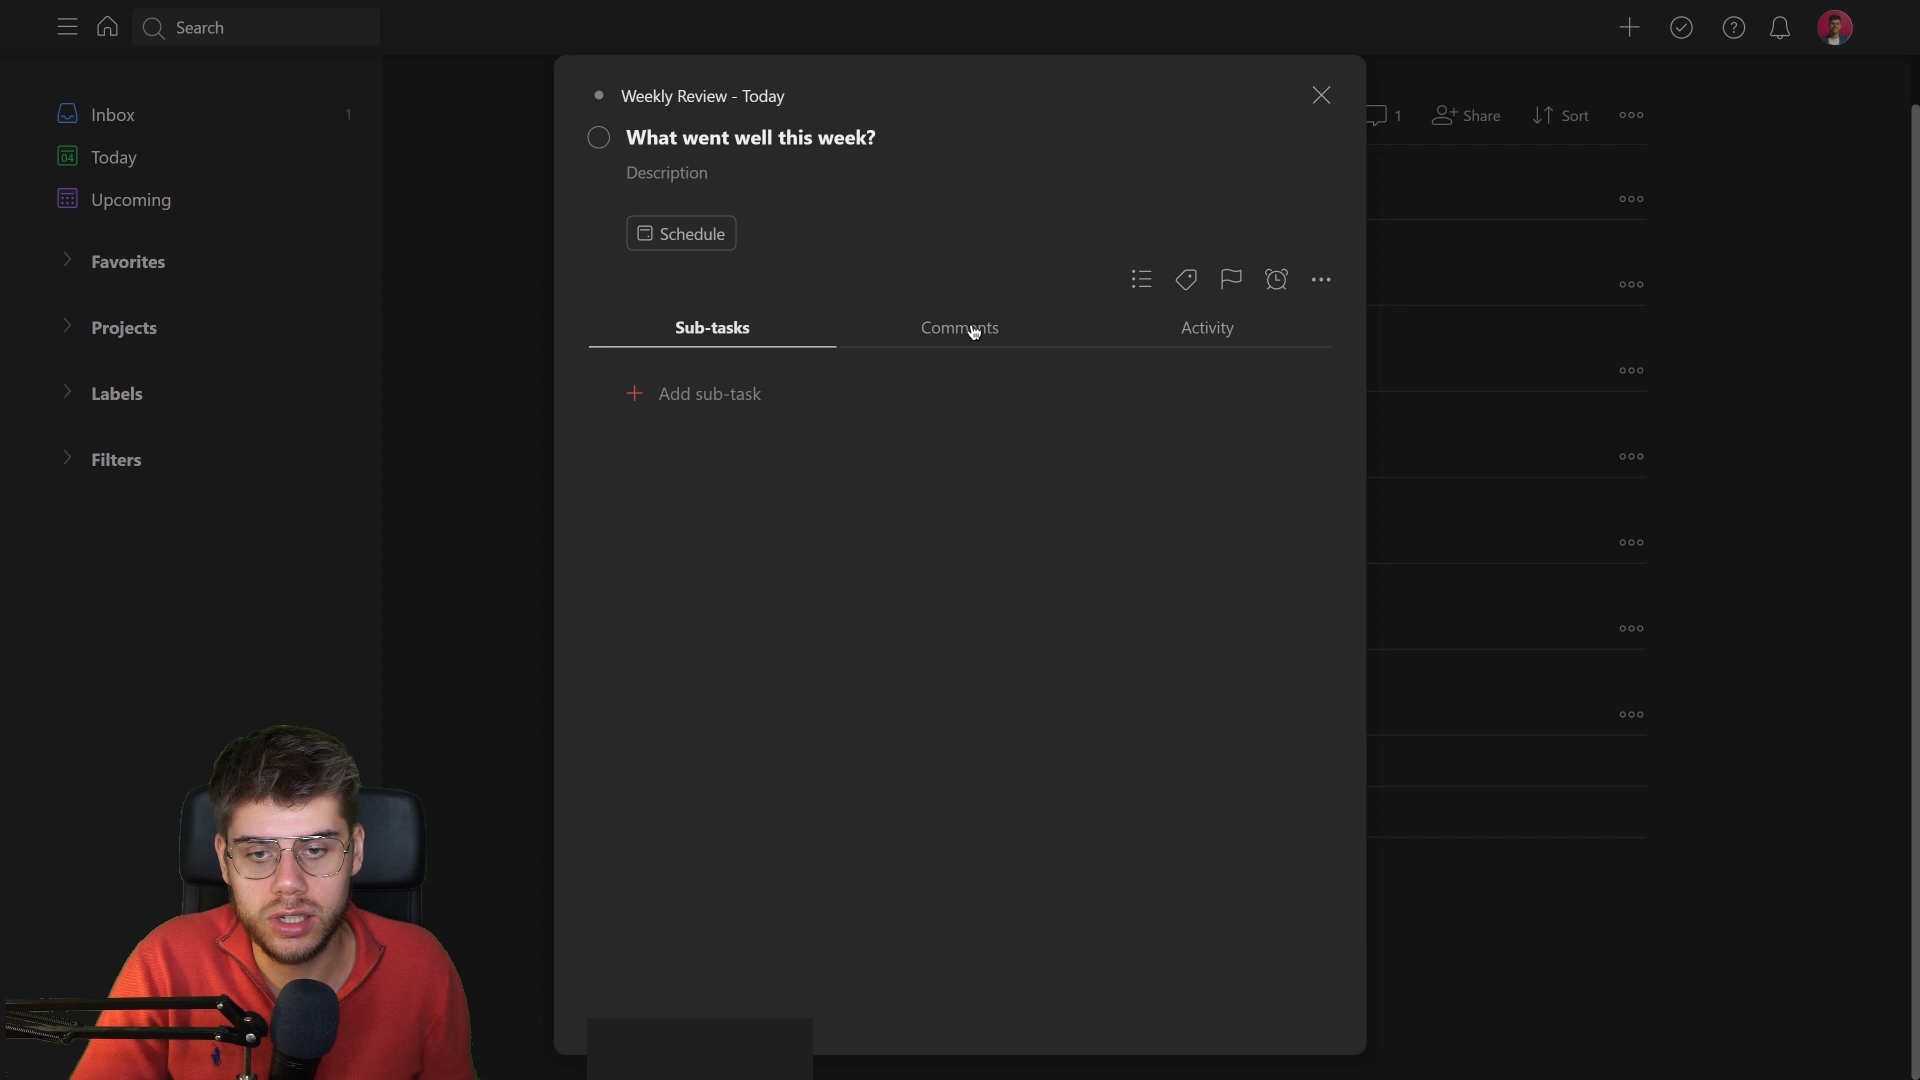 Search
Inbox 1
04 Today
Upcoming
Favorites
Projects
Labels
Filters
Weekly Review - Today
What went well this week?
Description
Schedule
Sub-tasks Comments Activity
Add sub-task
1 Share Sort